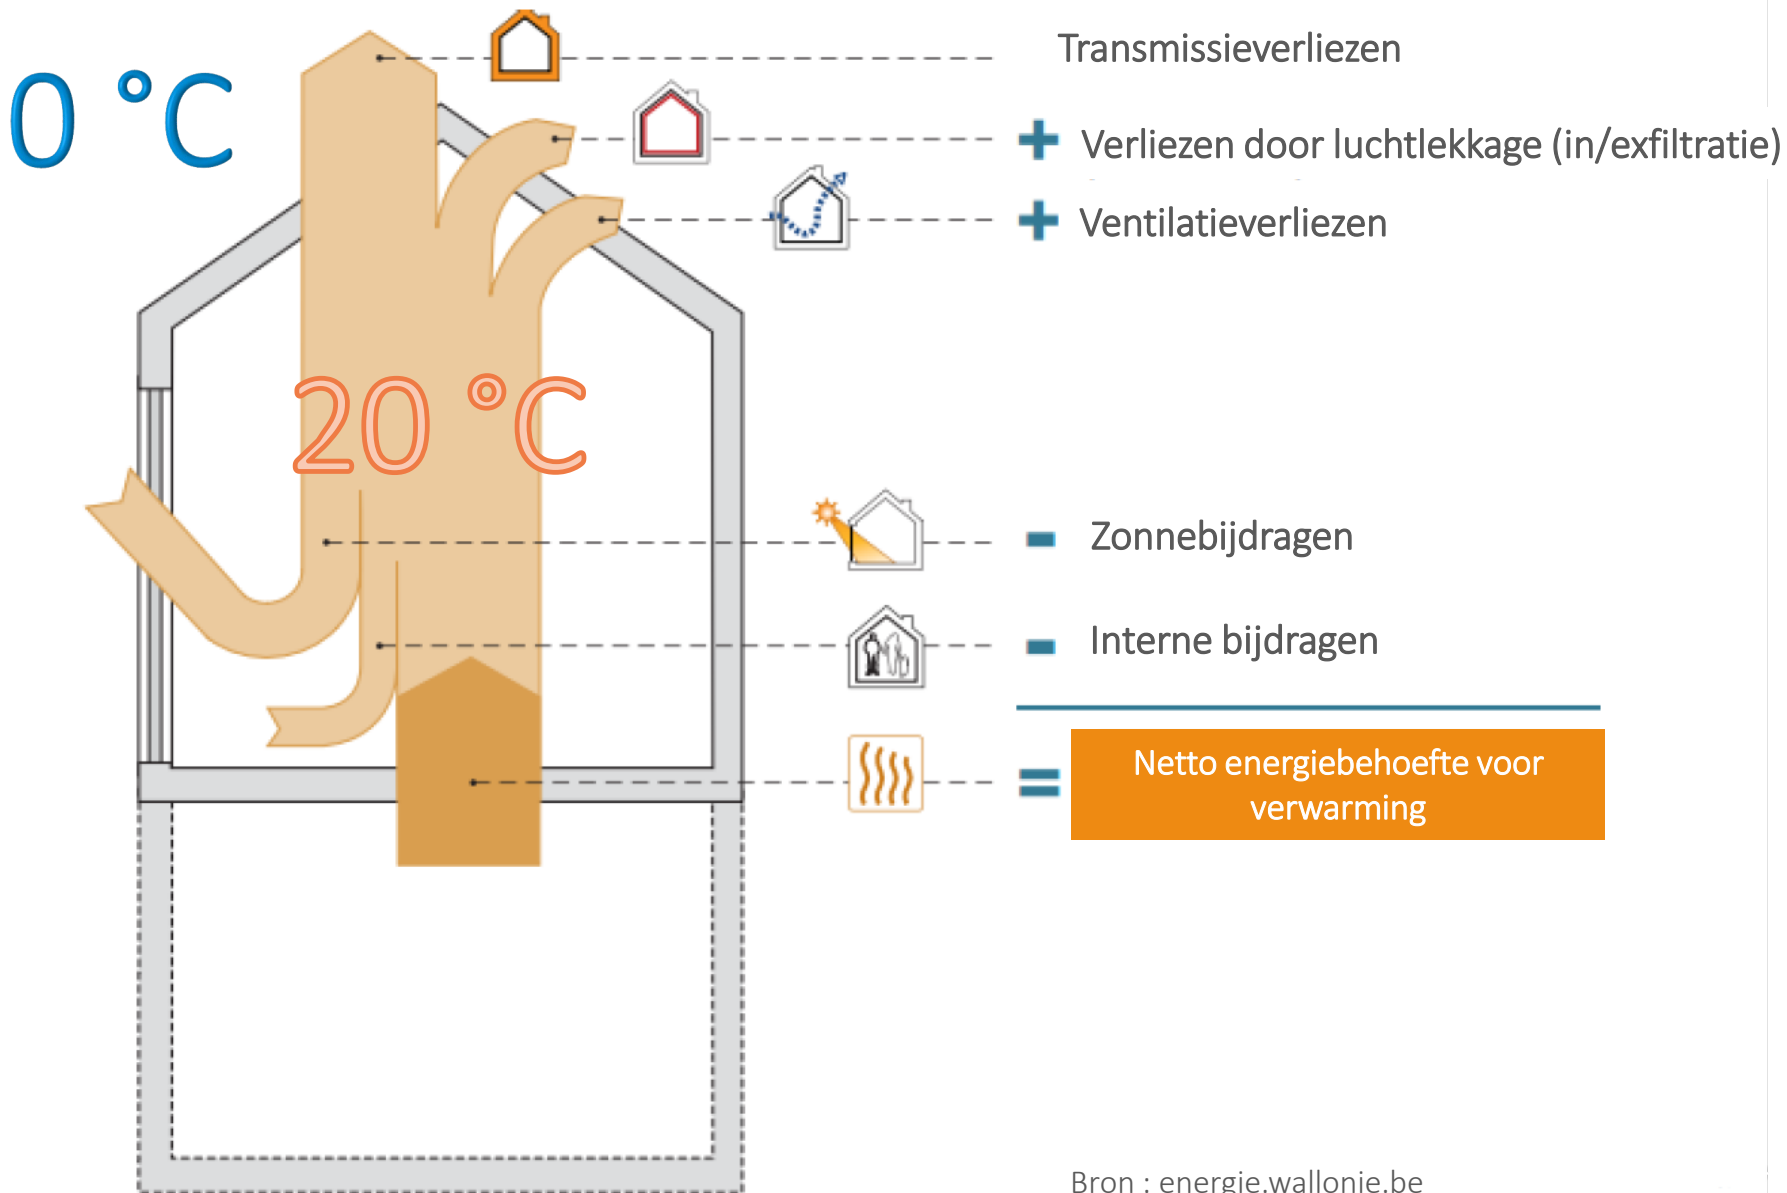 0 °C
Transmissieverliezen
+ Verliezen door luchtlekkage (in/exfiltratie)
+ Ventilatieverliezen
20 °C
- Zonnebijdragen
- Interne bijdragen
= Netto energiebehoefte voor
verwarming
Bron : energie.wallonie.be